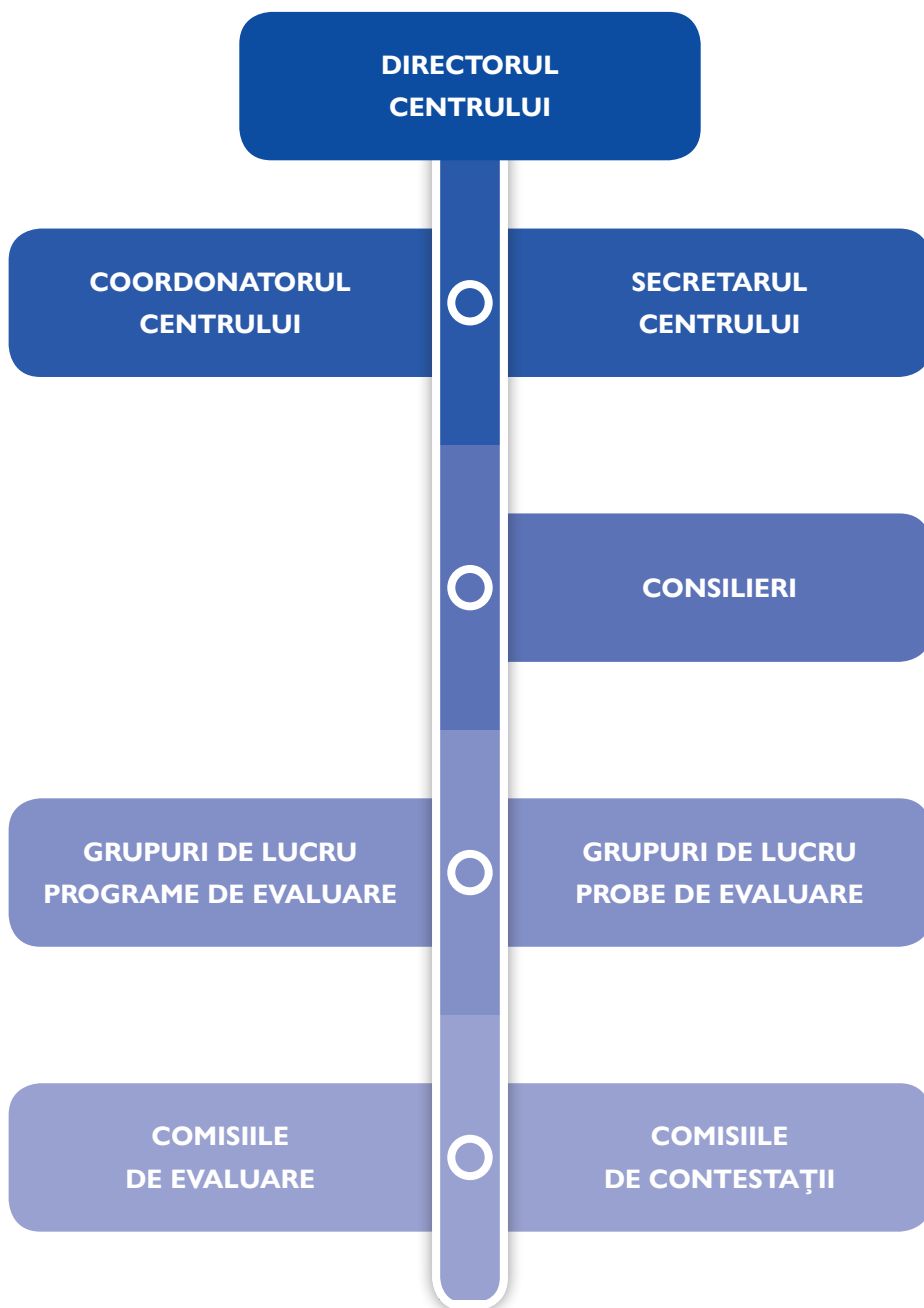 DIRECTORUL
CENTRULUI
COORDONATORUL
CENTRULUI
SECRETARUL
CENTRULUI
CONSILIERI
GRUPURI DE LUCRU
PROGRAME DE EVALUARE
GRUPURI DE LUCRU
PROBE DE EVALUARE
COMISIILE
DE EVALUARE
COMISIILE
DE CONTESTAŢII